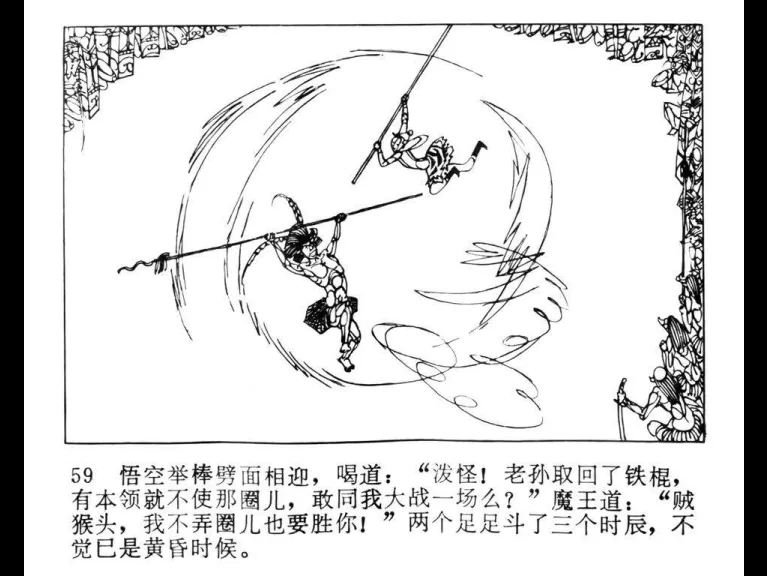 59 悟空举棒劈面相迎，喝道：“泼怪！老孙取回了铁棍，
有本领就不使那圈儿，敢同我大战一场么？”魔王道：“贼
猴头，我不弄圈儿也要胜你！”两个足足斗了三个时辰，不
觉巳是黄昏时候。